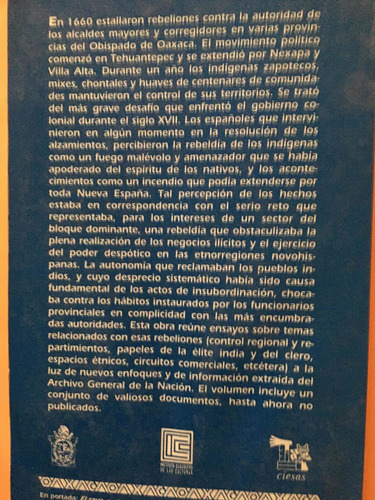 En 1660 estallaron rebeliones contra la autoridad de
los alcaldes mayores y corregidores en varias provin-
cias del Obispado de Oaxaca. El movimiento político
comenzó en Tehuantepec y se extendió por Nexapa y
Villa Alta. Durante un año los indígenas zapotecos,
mixes, chontales y huaves de centenares de comunida-
des mantuvieron el control de sus territorios. Se trató
del más grave desafío que enfrentó el gobierno co-
lonial durante el siglo XVII. Los españoles que intervi-
nieron en algún momento en la resolución de los
alzamientos, percibieron la rebeldía de los indígenas
como un fuego malévolo y amenazador que se había
apoderado del espíritu de los nativos, y los aconte-
cimientos como un incendio que podía extenderse por
toda Nueva España. Tal percepción de los hechos
estaba en correspondencia con el serio reto que
representaba, para los intereses de un sector del
bloque dominante, una rebeldía que obstaculizaba la
plena realización de los negocios ilícitos y el ejercicio
del poder despótico en las etnorregiones novohis-
panas. La autonomía que reclamaban los pueblos in-
dios, y cuyo desprecio sistemático había sido causa
fundamental de los actos de insubordinación, choca-
ba contra los hábitos instaurados por los funcionarios
provinciales en complicidad con las más encumbra-
das autoridades. Esta obra reúne ensayos sobre temas
relacionados con esas rebeliones (control regional y re-
partimientos, papeles de la élite india y del clero,
espacios étnicos, circuitos comerciales, etcétera) a la
luz de nuevos enfoques y de información extraída del
Archivo General de la Nación. El volumen incluye un
conjunto de valiosos documentos, hasta ahora no
publicados.
INSTITUTO OAXAQUEÑO
DE LAS CULTURAS
ciesas
En portada: